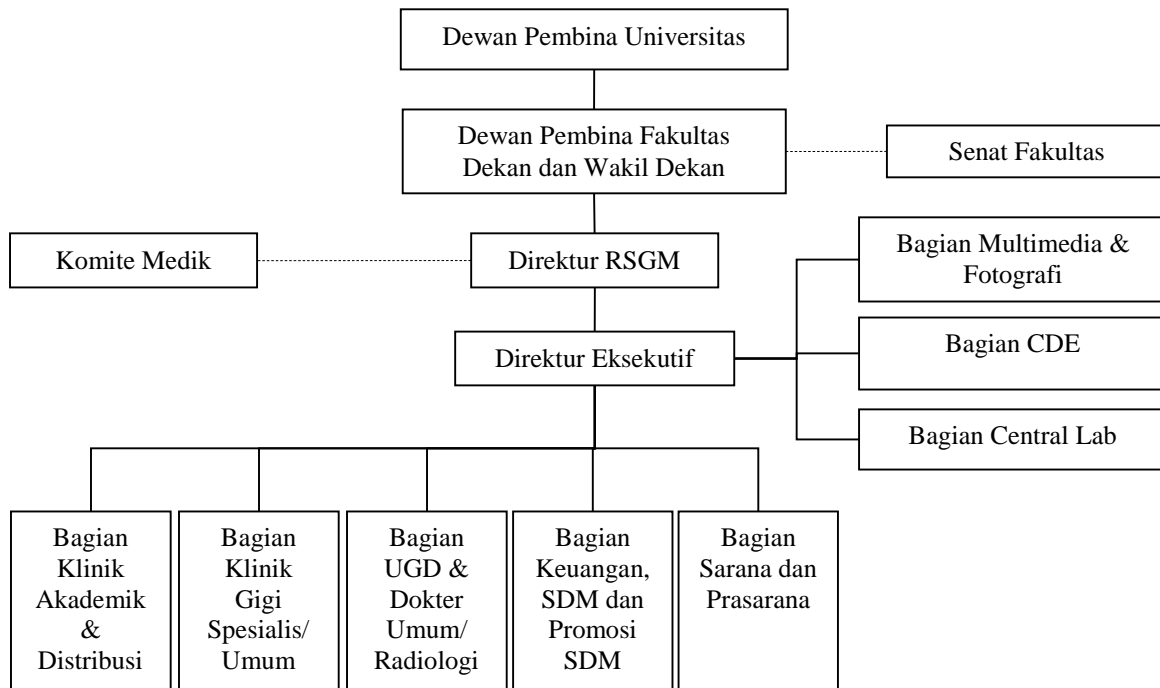 Dewan Pembina Universitas
Dewan Pembina Fakultas
Dekan dan Wakil Dekan
Senat Fakultas
Komite Medik
Direktur RSGM
Bagian Multimedia &
Fotografi
Direktur Eksekutif
Bagian CDE
Bagian Central Lab
Bagian
Klinik
Akademik
&
Distribusi
Bagian
Klinik
Gigi
Spesialis/
Umum
Bagian
UGD &
Dokter
Umum/
Radiologi
Bagian
Keuangan,
SDM dan
Promosi
SDM
Bagian
Sarana dan
Prasarana